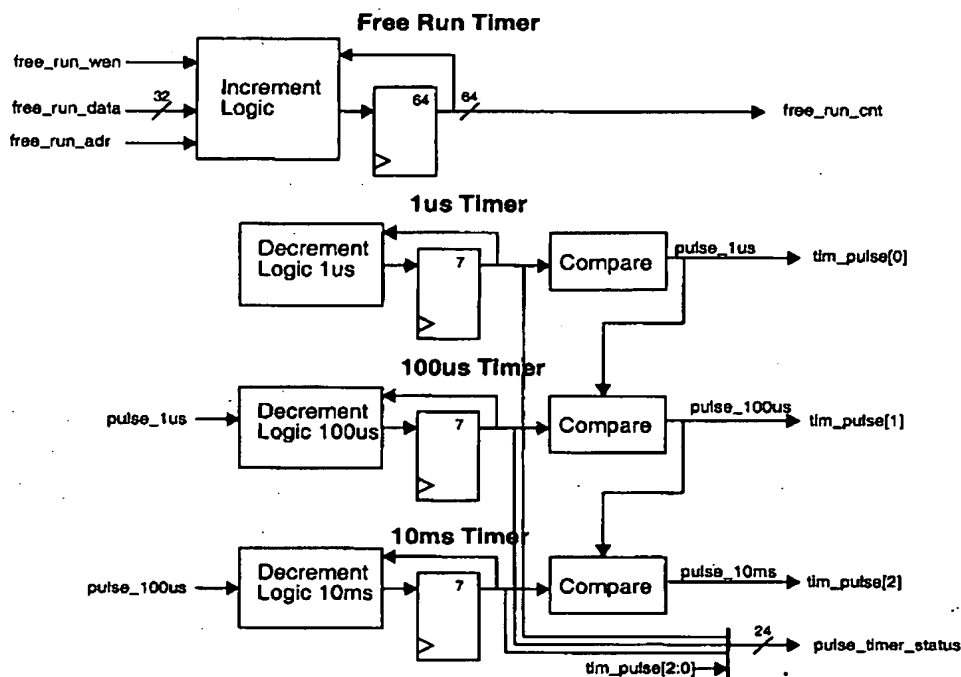 Free Run Timer
free_run_wen
free_run_data
32
free_run_adr
Increment
Logic
64
64
free_run_cnt
1us Timer
Decrement
Logic 1us
7
Compare
pulse_1us
tim_pulse[0]
100us Timer
pulse_1us
Decrement
Logic 100us
7
Compare
pulse_100us
tim_pulse[1]
10ms Timer
pulse_100us
Decrement
Logic 10ms
7
Compare
pulse_10ms
tim_pulse[2]
24
pulse_timer_status
tim_pulse[2:0]